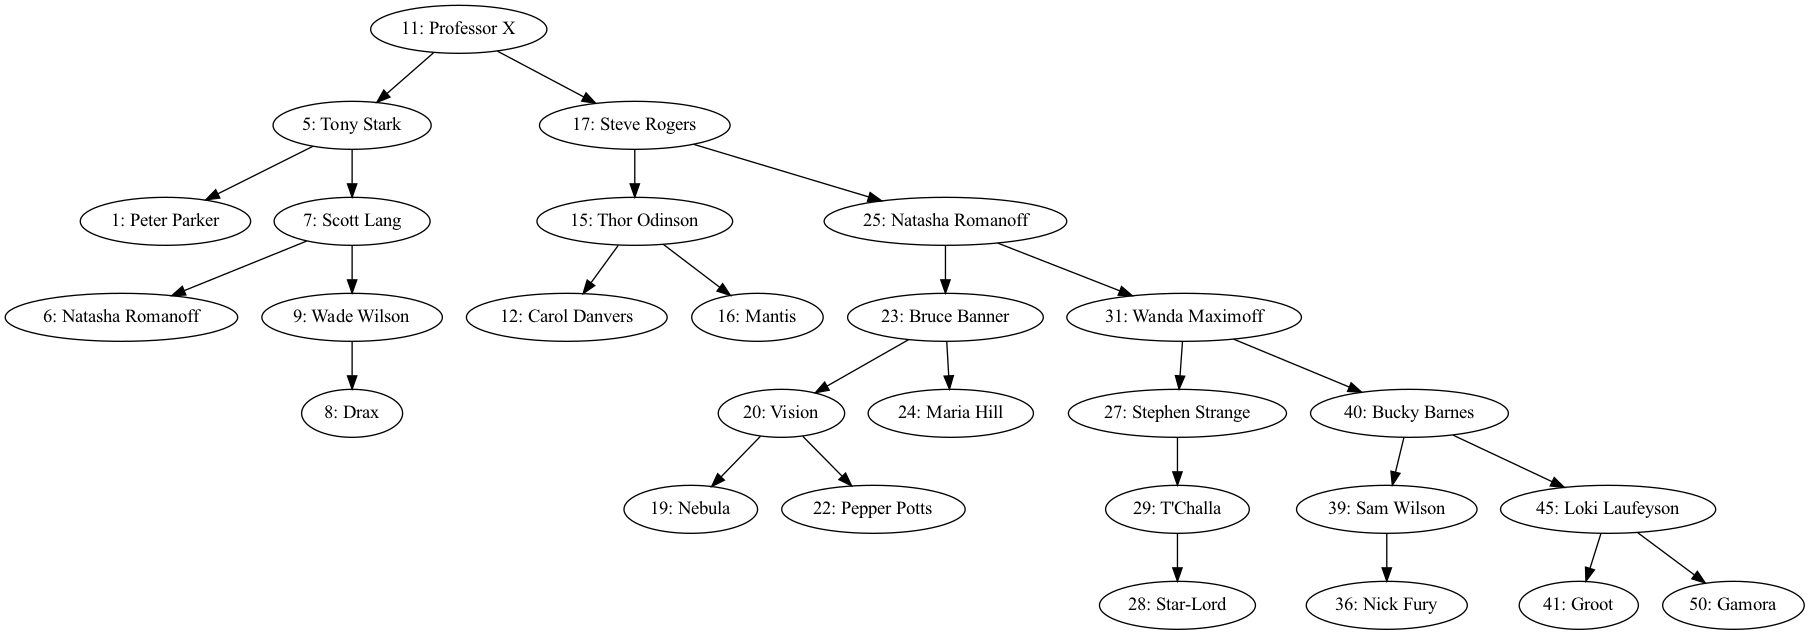 11: Professor X
5: Tony Stark
17: Steve Rogers
1: Peter Parker
7: Scott Lang
15: Thor Odinson
25: Natasha Romanoff
6: Natasha Romanoff
9: Wade Wilson
12: Carol Danvers
16: Mantis
23: Bruce Banner
31: Wanda Maximoff
8: Drax
20: Vision
24: Maria Hill
27: Stephen Strange
40: Bucky Barnes
19: Nebula
22: Pepper Potts
29: T'Challa
39: Sam Wilson
45: Loki Laufeyson
28: Star-Lord
36: Nick Fury
41: Groot
50: Gamora